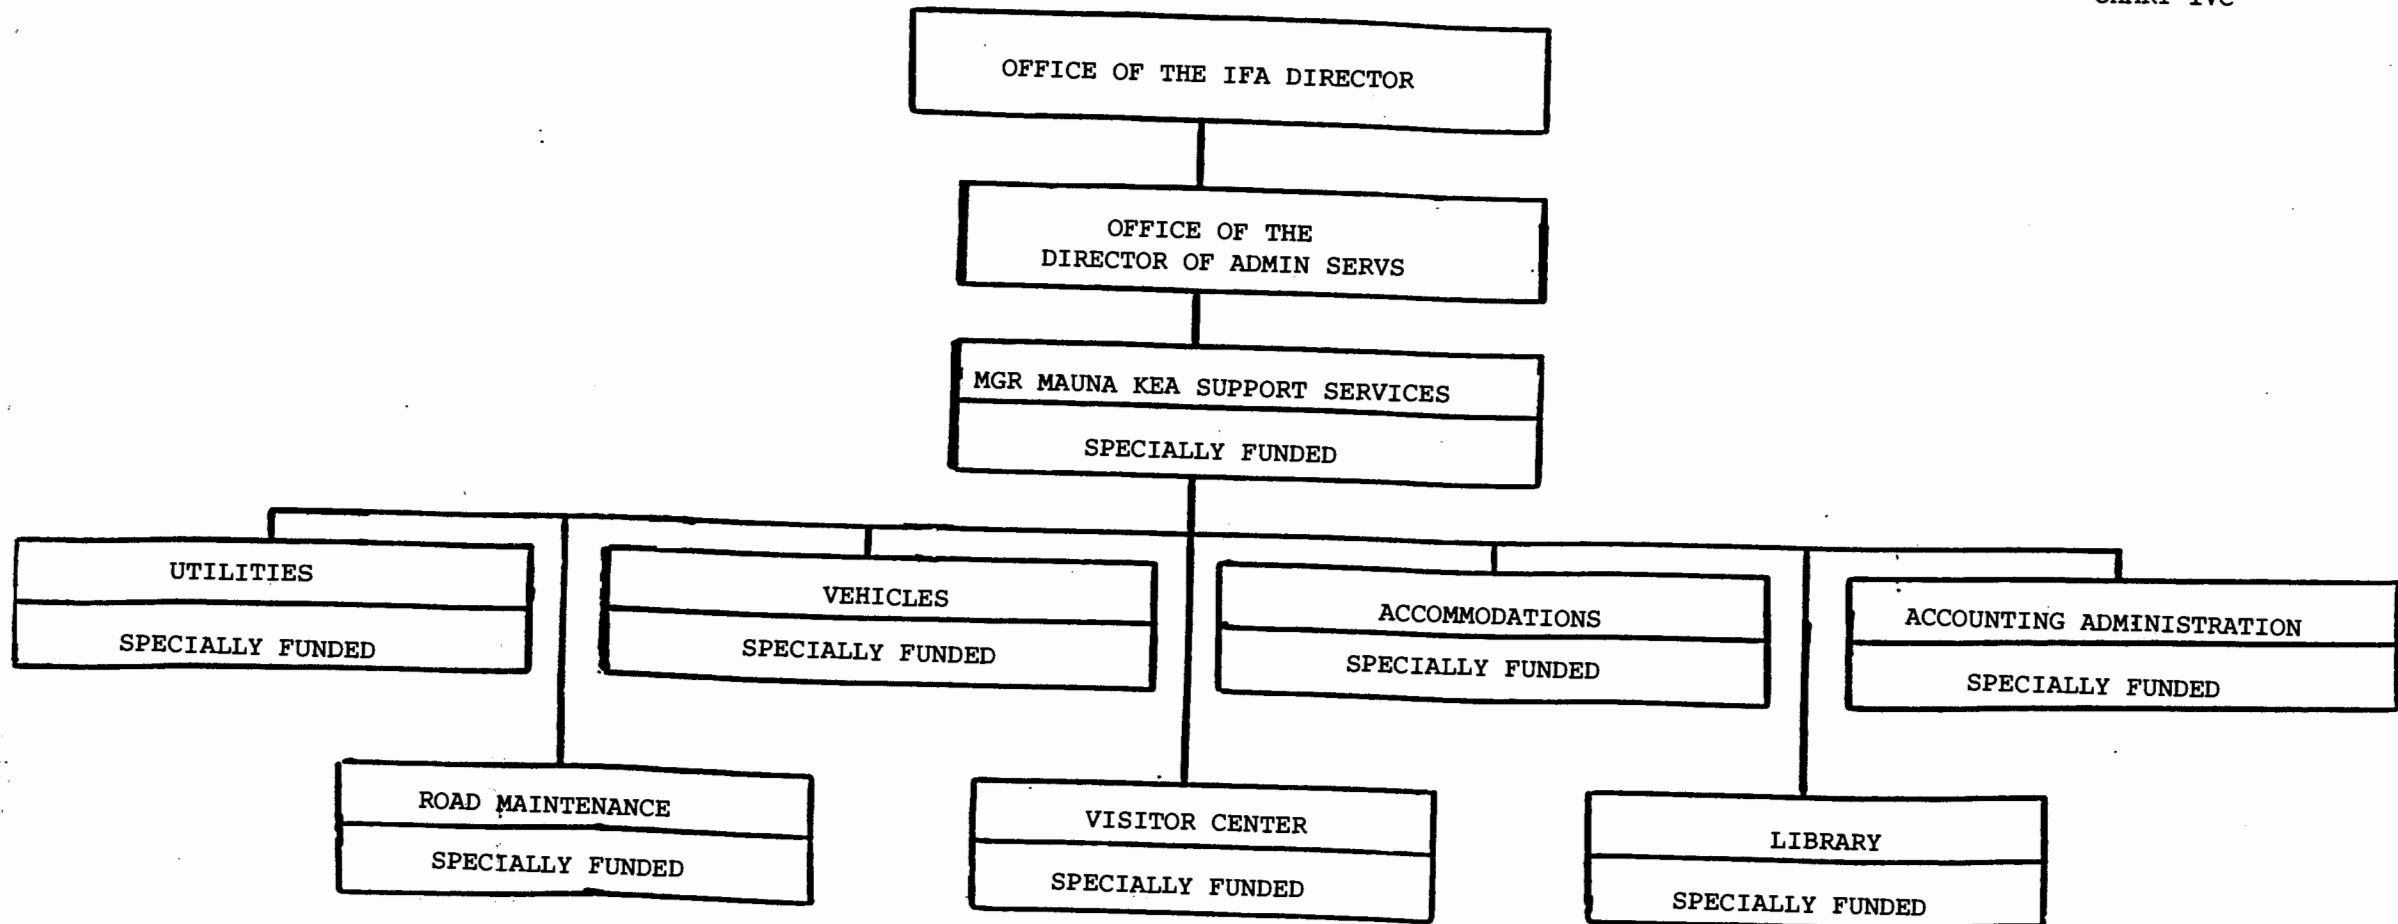 OFFICE OF THE IFA DIRECTOR
OFFICE OF THE
DIRECTOR OF ADMIN SERVS
MGR MAUNA KEA SUPPORT SERVICES
SPECIALLY FUNDED
UTILITIES
SPECIALLY FUNDED
VEHICLES
SPECIALLY FUNDED
ACCOMMODATIONS
SPECIALLY FUNDED
ACCOUNTING ADMINISTRATION
SPECIALLY FUNDED
ROAD MAINTENANCE
SPECIALLY FUNDED
VISITOR CENTER
SPECIALLY FUNDED
LIBRARY
SPECIALLY FUNDED